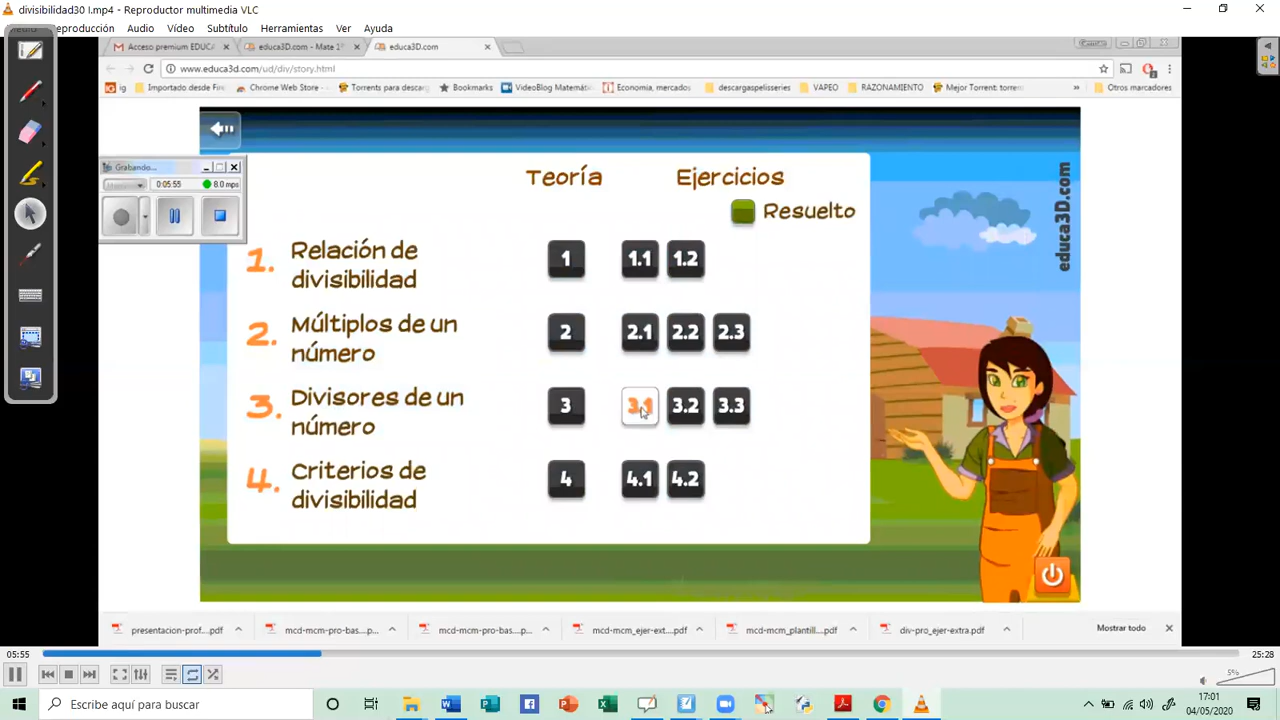 divisibilidad30 I.mp4 - Reproductor multimedia VLC
Reproducción Audio Vídeo Subtítulo Herramientas Ver Ayuda
Acceso premium EDUCA educa3D.com - Mate 1º educa3D.com
www.educa3d.com/ud/div/story.html
ig Importado desde Fire Chrome Web Store - Torrents para descarg Bookmarks VideoBlog Matemátic Economía, mercados descargaspelisseries VAPEO RAZONAMIENTO Mejor Torrent: torren » Otros marcadores
Grabando...
0:05:55 8.0 mps
Teoría Ejercicios
Resuelto
1. Relación de divisibilidad 1 1.1 1.2
2. Múltiplos de un número 2 2.1 2.2 2.3
3. Divisores de un número 3 3.1 3.2 3.3
4. Criterios de divisibilidad 4 4.1 4.2
educa3D.com
presentacion-prof....pdf mcd-mcm-pro-bas....p... mcd-mcm-pro-bas....p... mcd-mcm_ejer-ext....pdf mcd-mcm_plantill....pdf div-pro_ejer-extra.pdf Mostrar todo
05:55 25:28
5%
Escribe aquí para buscar
17:01
04/05/2020